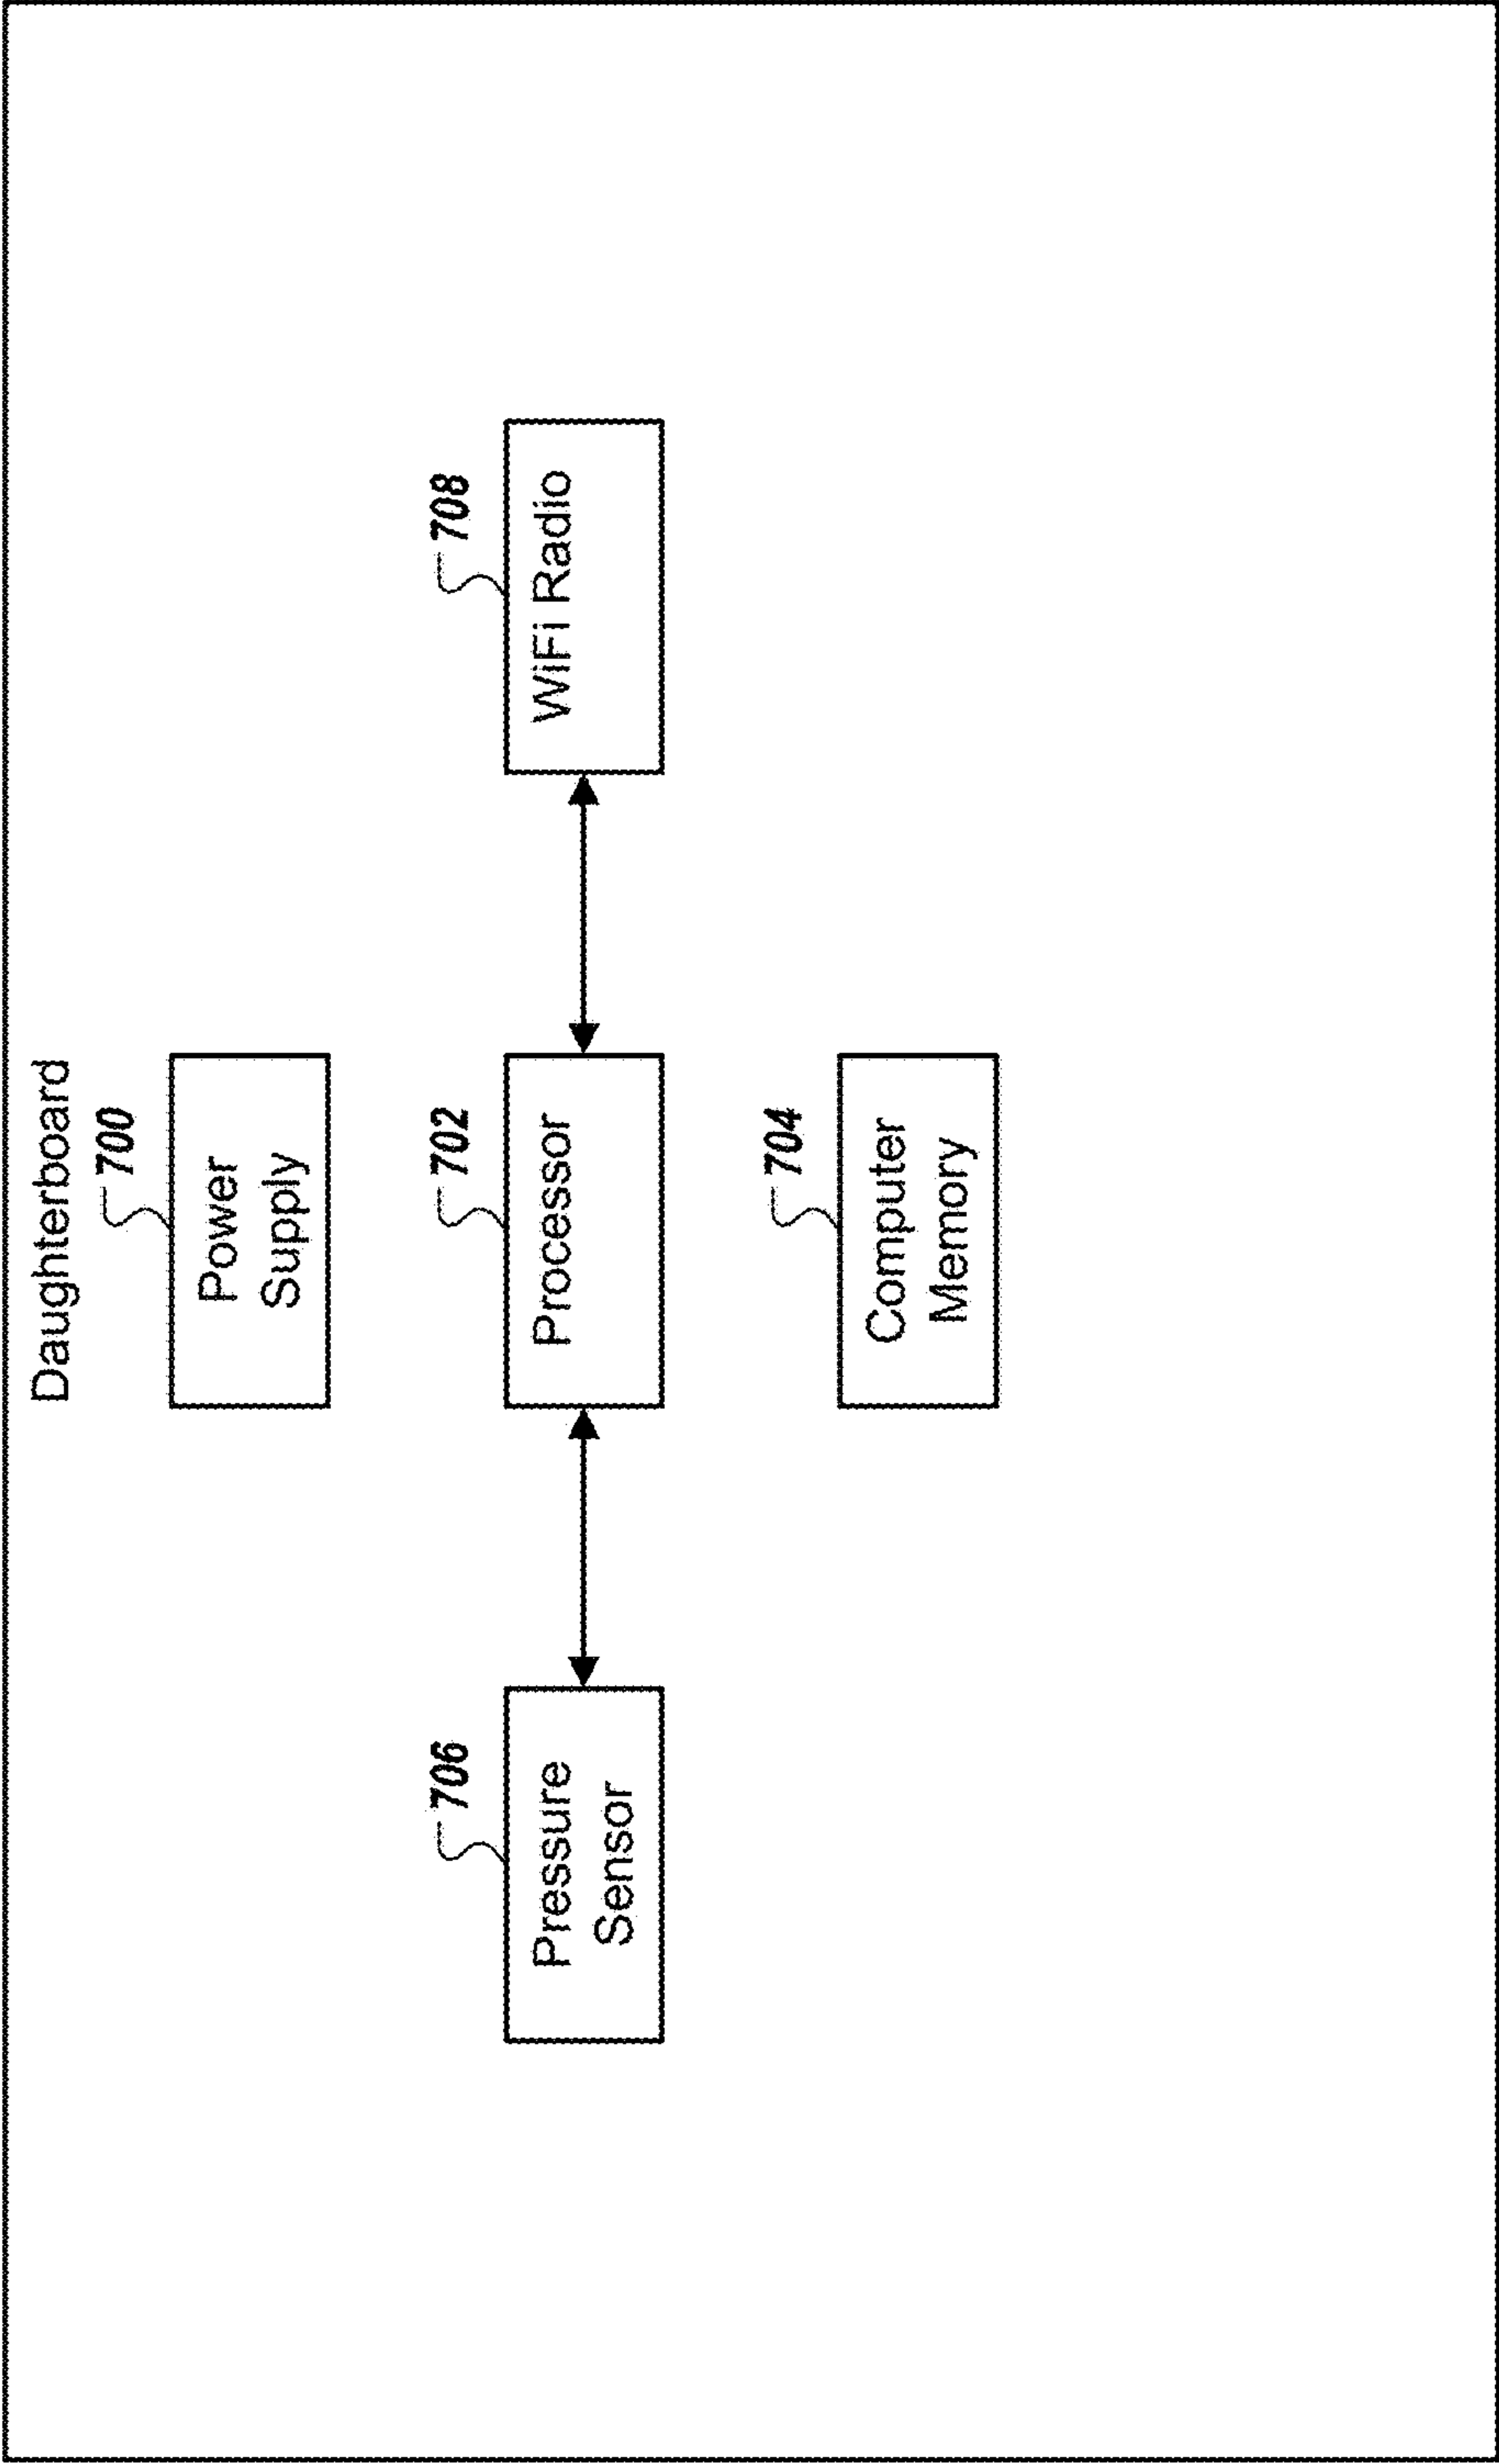 Daughterboard
700
Power
Supply
706
Pressure
Sensor
702
Processor
708
WiFi Radio
704
Computer
Memory